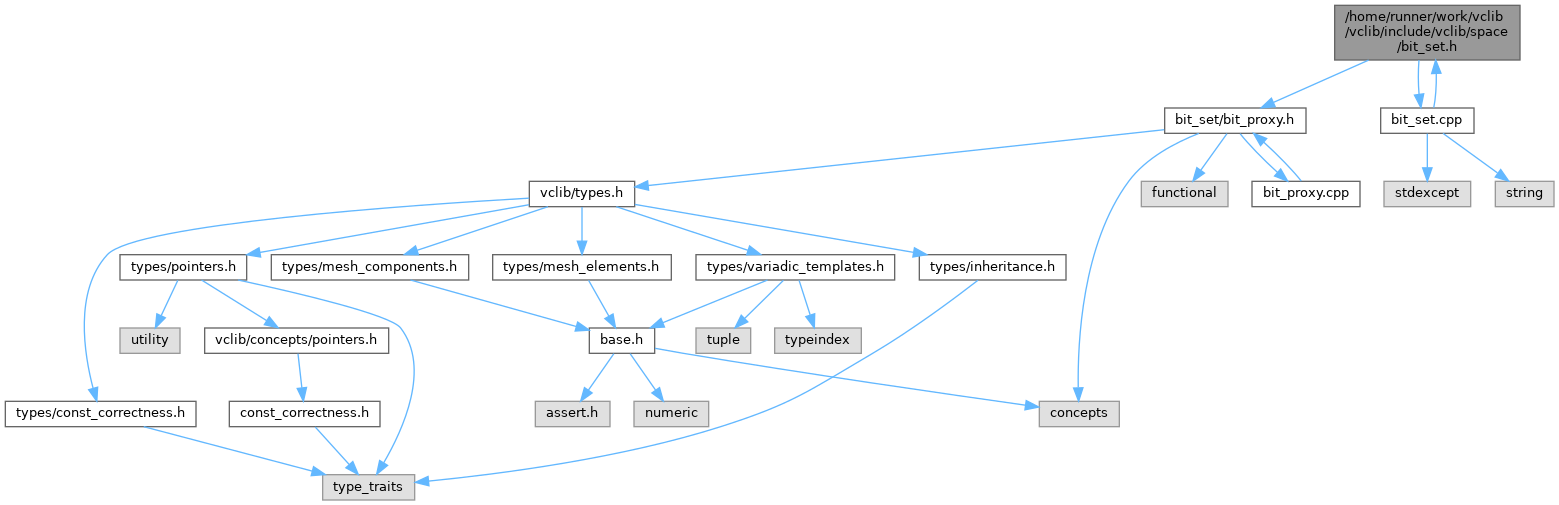 /home/runner/work/vclib
/vclib/include/vclib/space
/bit_set.h
bit_set/bit_proxy.h
bit_set.cpp
vclib/types.h
functional
bit_proxy.cpp
stdexcept
string
types/pointers.h
types/mesh_components.h
types/mesh_elements.h
types/variadic_templates.h
types/inheritance.h
utility
vclib/concepts/pointers.h
base.h
tuple
typeindex
types/const_correctness.h
const_correctness.h
assert.h
numeric
concepts
type_traits